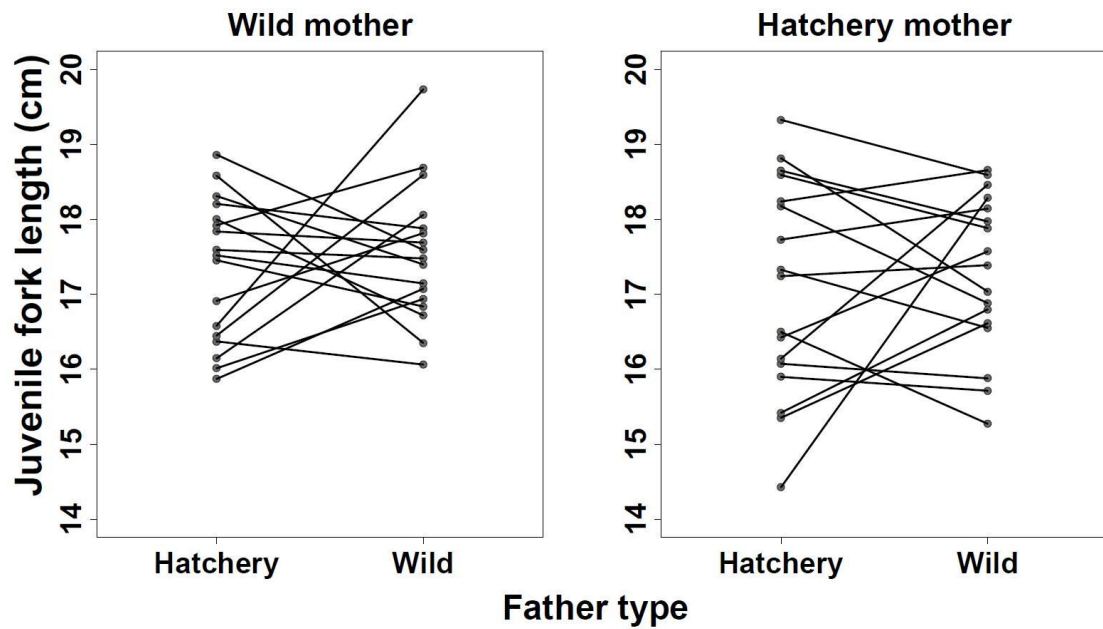 Wild mother
Hatchery mother
Juvenile fork length (cm)
20
19
18
17
16
15
14
20
19
18
17
16
15
14
Hatchery
Wild
Hatchery
Wild
Father type